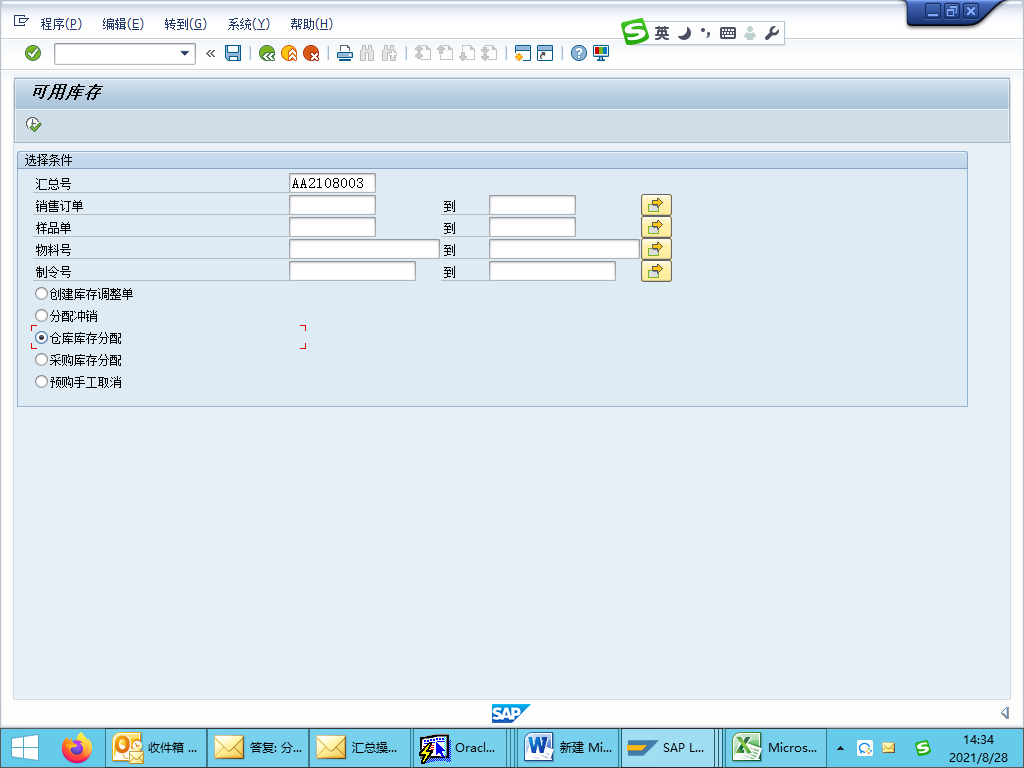 程序(P) 编辑(E) 转到(G) 系统(Y) 帮助(H)
英
可用库存
选择条件
汇总号 AA2108003
销售订单 到
样品单 到
物料号 到
制令号 到
创建库存调整单
分配冲销
仓库库存分配
采购库存分配
预购手工取消
SAP
收件箱 ... 答复: 分... 汇总操... Oracl... 新建 Mi... SAP L... Micros... 14:34
2021/8/28